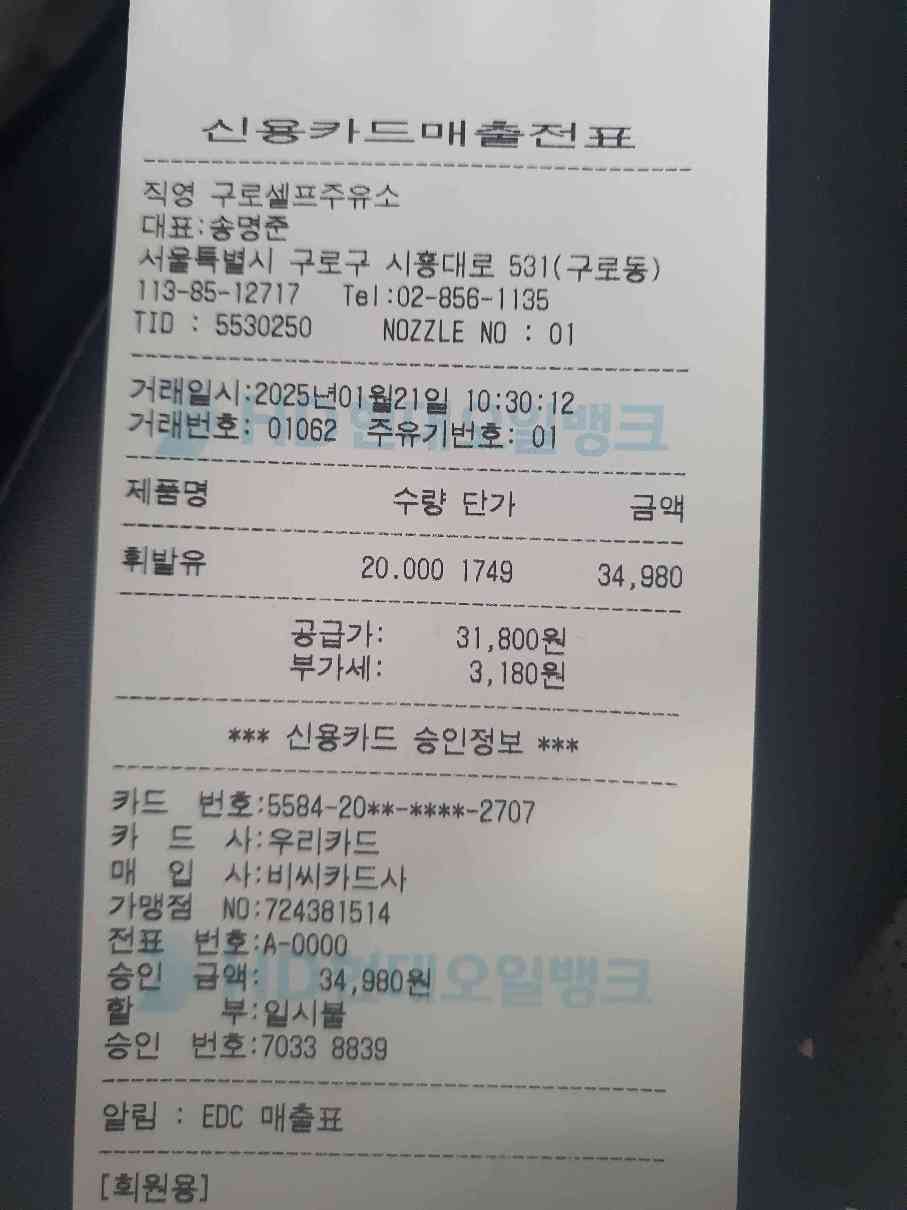 신용카드매출전표
직영 구로셀프주유소
대표:송명준
서울특별시 구로구 시흥대로 531(구로동)
113-85-12717 Tel:02-856-1135
TID : 5530250 NOZZLE NO : 01
거래일시:2025년01월21일 10:30:12
HD현대오일뱅크
거래번호: 01062 주유기번호: 01
제품명 수량 단가 금액
휘발유 20.000 1749 34,980
공급가: 31,800원
부가세: 3,180원
*** 신용카드 승인정보 ***
카드 번호:5584-20**-****-2707
카 드 사:우리카드
매 입 사:비씨카드사
가맹점 NO:724381514
전표 번호:A-0000
HD현대오일뱅크
승인 금액: 34,980원
할 부:일시불
승인 번호:7033 8839
알림 : EDC 매출표
[회원용]